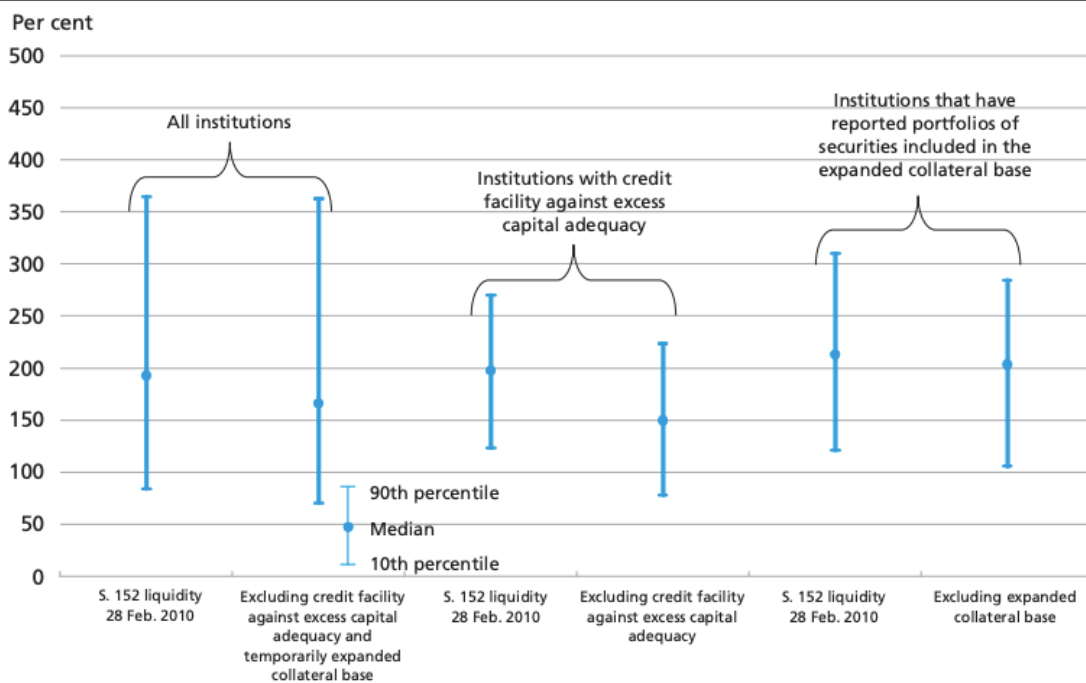 Per cent
500
450
400
350
300
250
200
150
100
50
0
All institutions
Institutions with credit
facility against excess
capital adequacy
Institutions that have
reported portfolios of
securities included in the
expanded collateral base
90th percentile
Median
10th percentile
S. 152 liquidity
28 Feb. 2010
Excluding credit facility
against excess capital
adequacy and
temporarily expanded
collateral base
S. 152 liquidity
28 Feb. 2010
Excluding credit facility
against excess capital
adequacy
S. 152 liquidity
28 Feb. 2010
Excluding expanded
collateral base